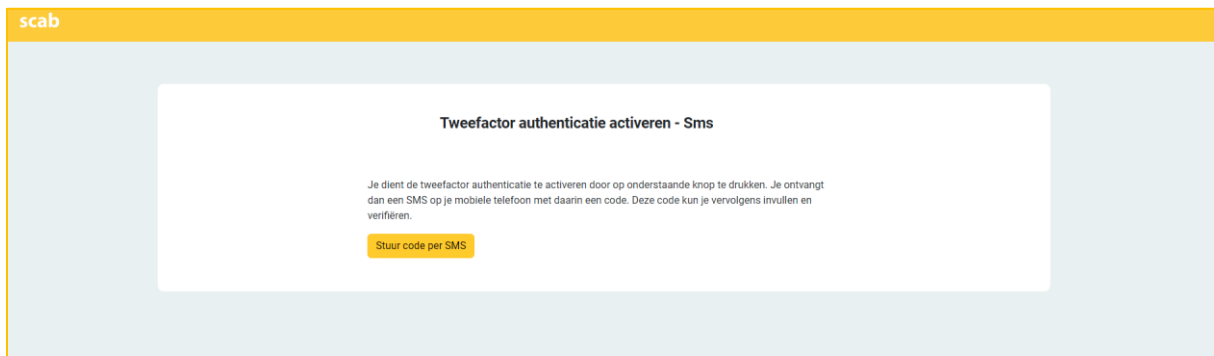 scab
Tweefactor authenticatie activeren - Sms
Je dient de tweefactor authenticatie te activeren door op onderstaande knop te drukken. Je ontvangt
dan een SMS op je mobiele telefoon met daarin een code. Deze code kun je vervolgens invullen en
verifiëren.
Stuur code per SMS